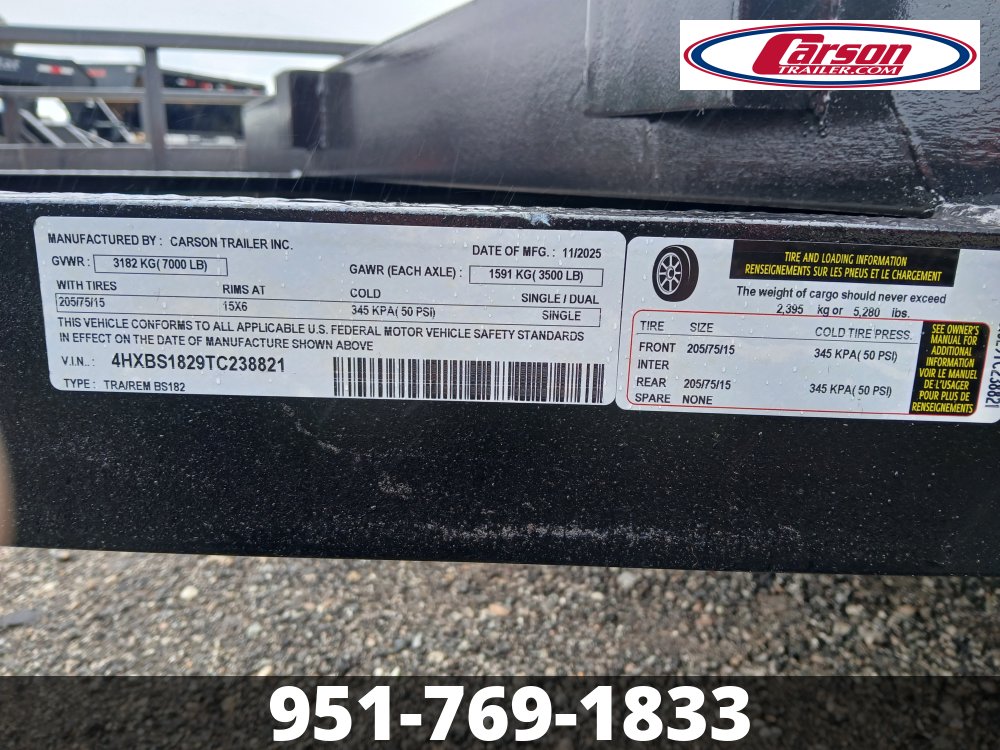 Carson
TRAILER.COM
MANUFACTURED BY : CARSON TRAILER INC.
DATE OF MFG. : 11/2025
GVWR : 3182 KG( 7000 LB)
GAWR (EACH AXLE) : 1591 KG( 3500 LB)
WITH TIRES RIMS AT COLD SINGLE / DUAL
205/75/15 15X6 345 KPA( 50 PSI) SINGLE
THIS VEHICLE CONFORMS TO ALL APPLICABLE U.S. FEDERAL MOTOR VEHICLE SAFETY STANDARDS
IN EFFECT ON THE DATE OF MANUFACTURE SHOWN ABOVE
V.I.N. : 4HXBS1829TC238821
TYPE : TRA/REM BS182
TIRE AND LOADING INFORMATION
RENSEIGNEMENTS SUR LES PNEUS ET LE CHARGEMENT
The weight of cargo should never exceed
2,395 kg or 5,280 lbs.
TIRE SIZE COLD TIRE PRESS.
FRONT 205/75/15 345 KPA( 50 PSI)
INTER
REAR 205/75/15 345 KPA( 50 PSI)
SPARE NONE
SEE OWNER'S
MANUAL FOR
ADDITIONAL
INFORMATION
VOIR LE MANUEL
DE L'USAGER
POUR PLUS DE
RENSEIGNEMENTS
951-769-1833